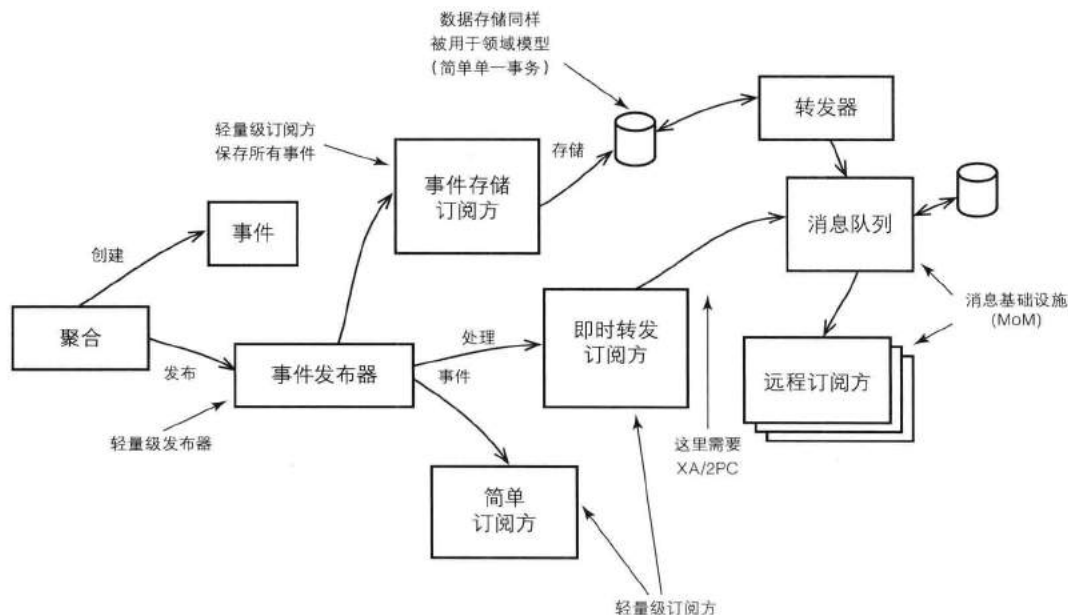 数据存储同样
被用于领域模型
(简单单一事务)
转发器
轻量级订阅方
保存所有事件
存储
事件存储
订阅方
事件
消息队列
创建
消息基础设施
(MoM)
聚合
处理
即时转发
订阅方
发布
事件发布器
事件
远程订阅方
轻量级发布器
这里需要
XA/2PC
简单
订阅方
轻量级订阅方